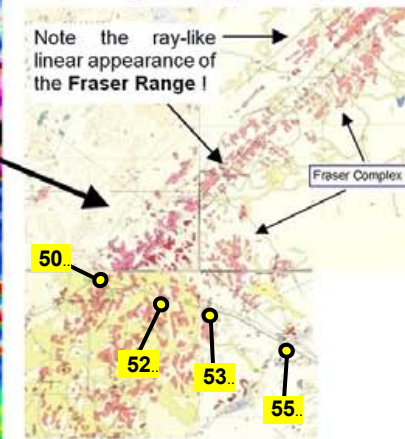 Note the ray-like
linear appearance of
the Fraser Range !
Fraser Complex
50..
52..
53..
55..